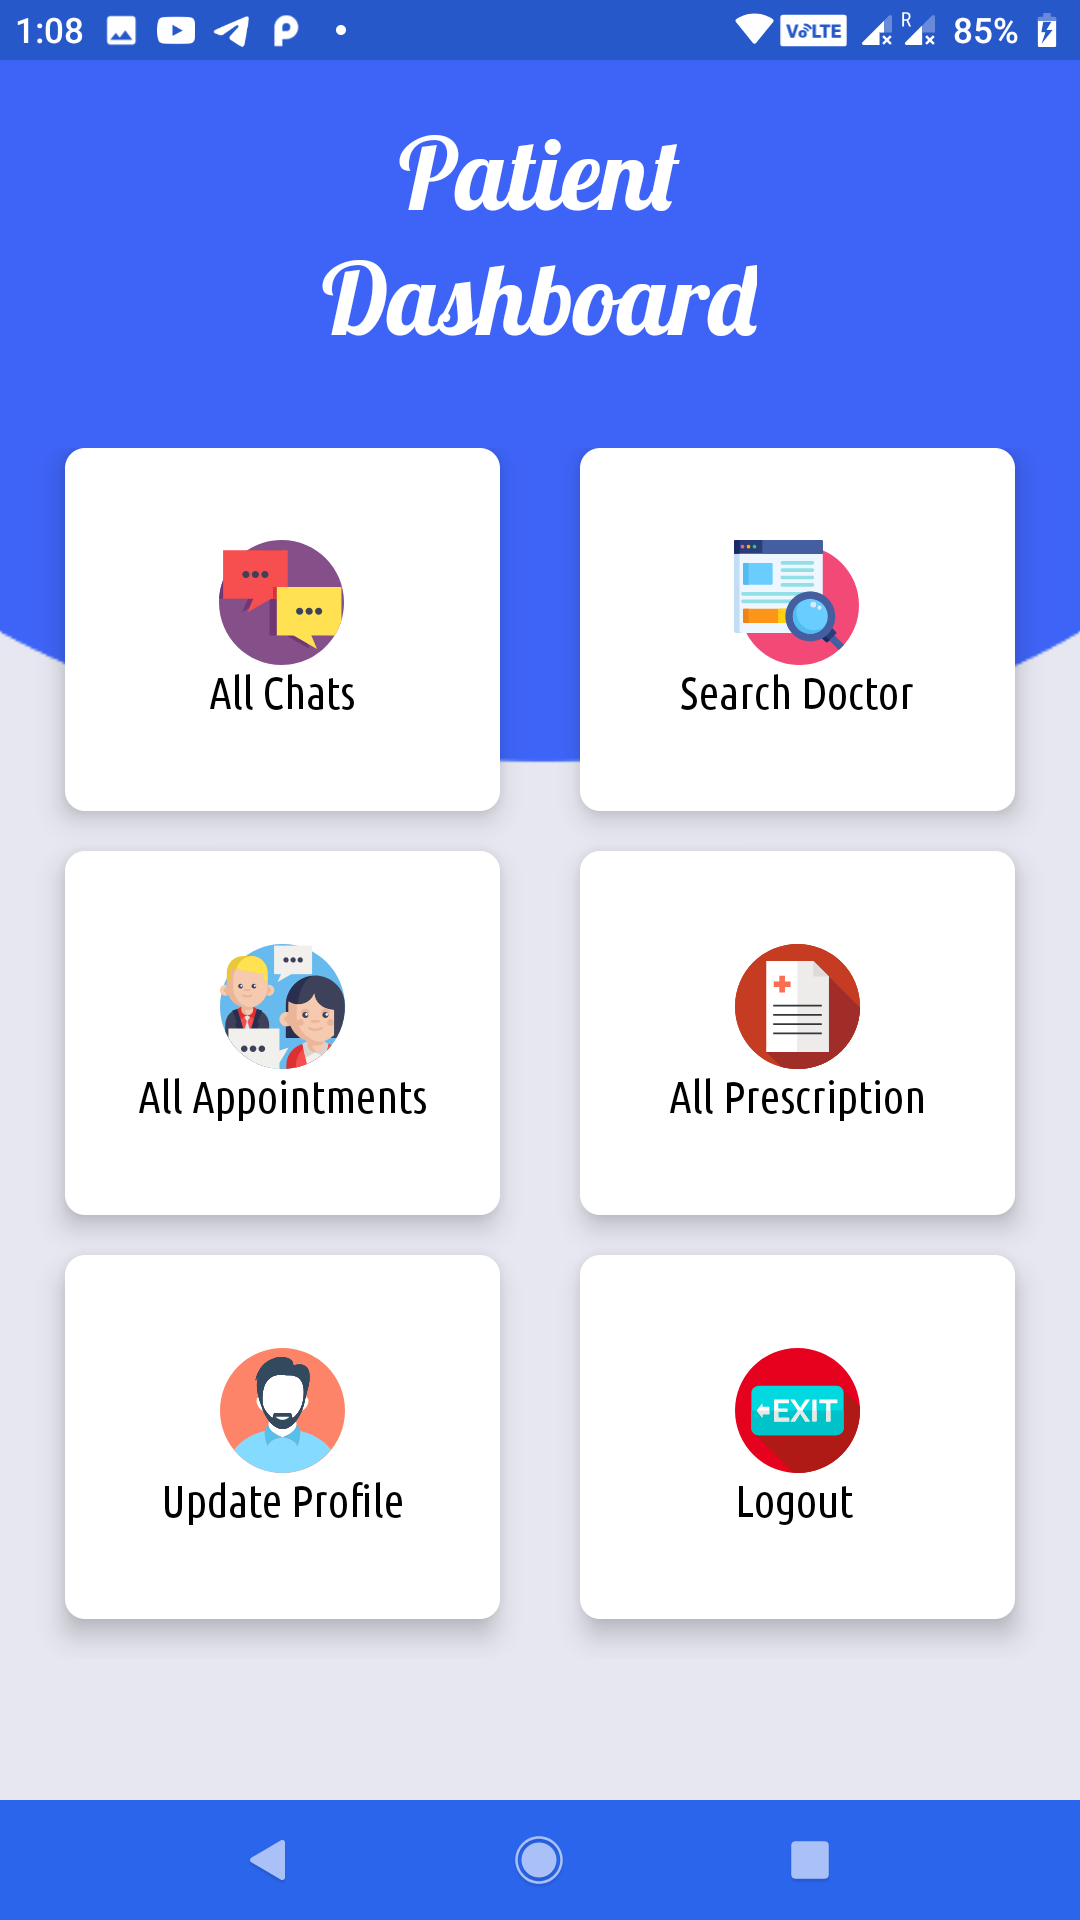 1:08 VoLTE R 85%
Patient
Dashboard
All Chats
Search Doctor
All Appointments
All Prescription
EXIT
Update Profile
Logout